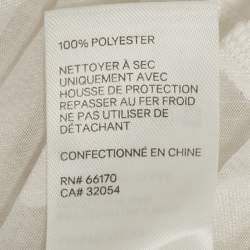 100% POLYESTER
NETTOYER À SEC
UNIQUEMENT AVEC
HOUSSE DE PROTECTION
REPASSER AU FER FROID
NE PAS UTILISER DE
DÉTACHANT
CONFECTIONNÉ EN CHINE
RN# 66170
CA# 32054